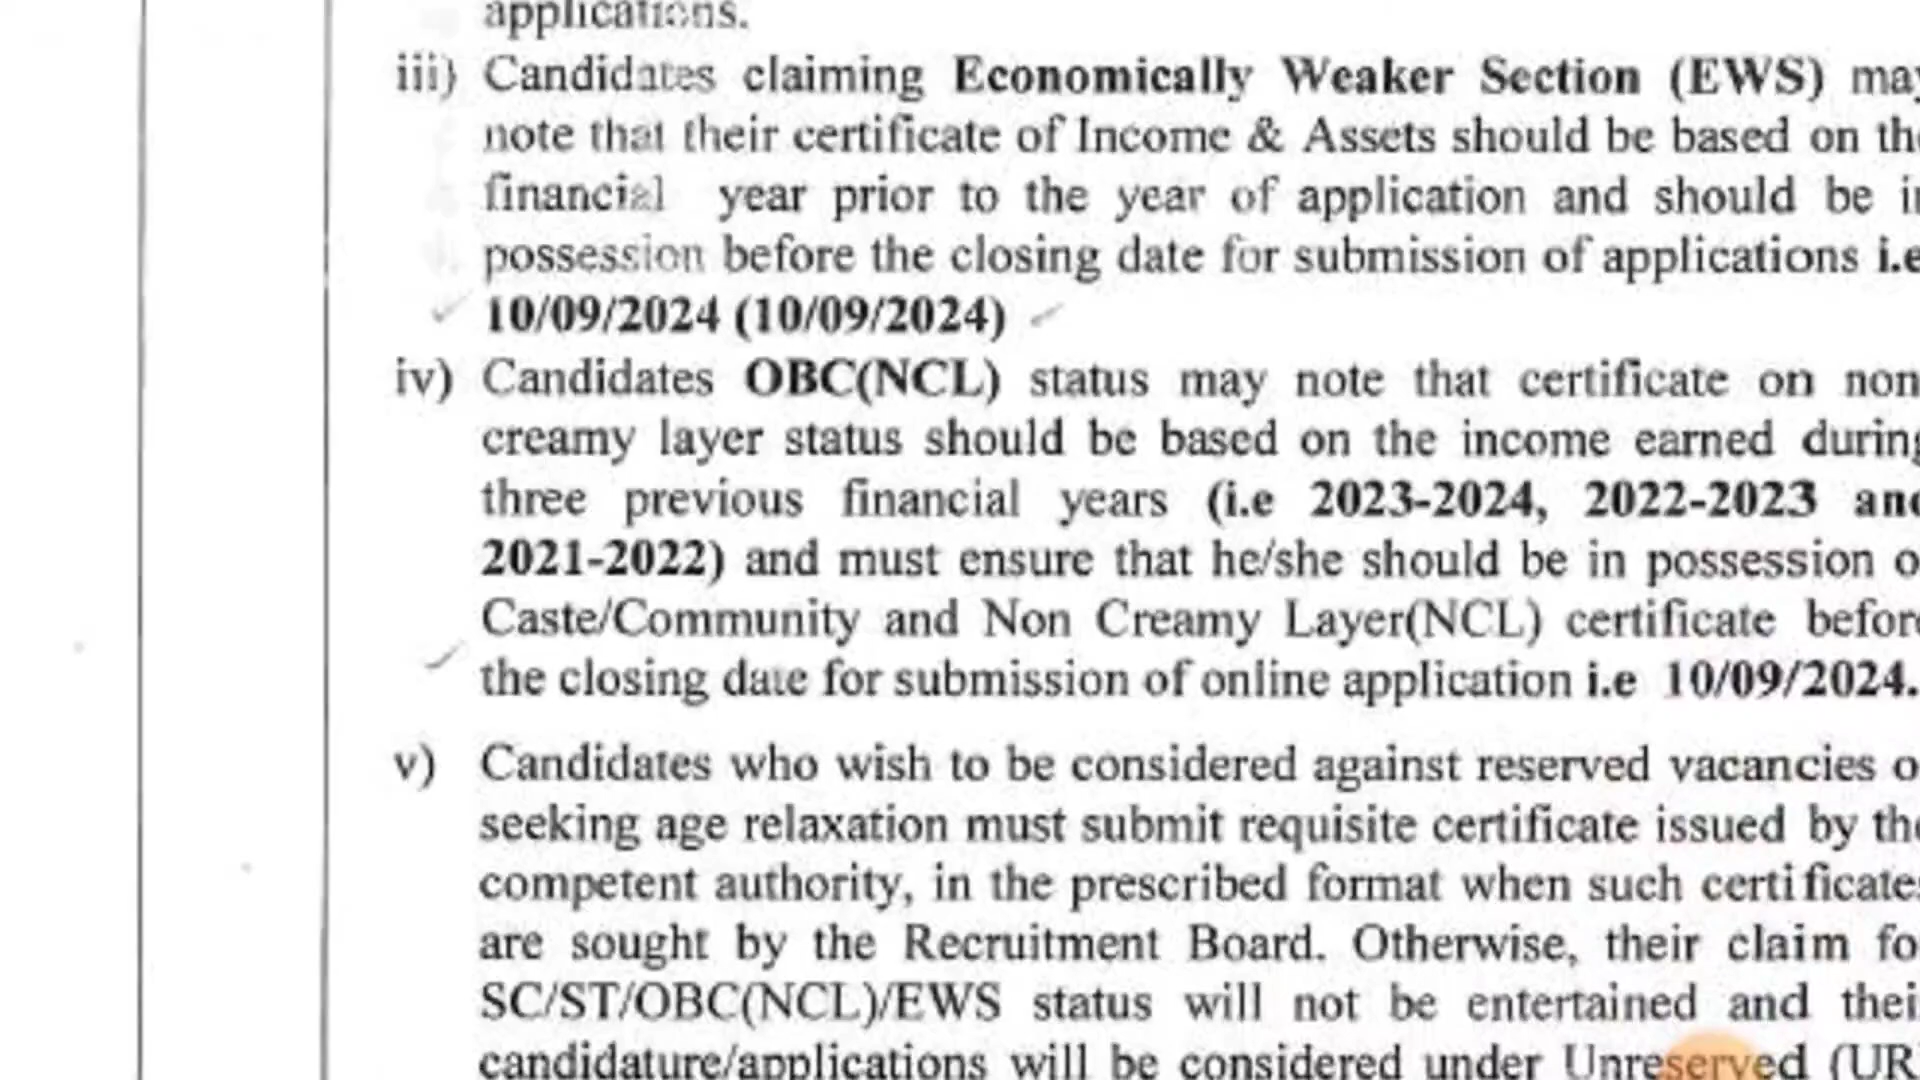 applications.
iii) Candidates claiming Economically Weaker Section (EWS) may
note that their certificate of Income & Assets should be based on the
financial year prior to the year of application and should be in
possession before the closing date for submission of applications i.e
10/09/2024 (10/09/2024)
iv) Candidates OBC(NCL) status may note that certificate on non
creamy layer status should be based on the income earned during
three previous financial years (i.e 2023-2024, 2022-2023 and
2021-2022) and must ensure that he/she should be in possession o
Caste/Community and Non Creamy Layer(NCL) certificate before
the closing date for submission of online application i.e 10/09/2024.
v) Candidates who wish to be considered against reserved vacancies o
seeking age relaxation must submit requisite certificate issued by the
competent authority, in the prescribed format when such certificates
are sought by the Recruitment Board. Otherwise, their claim fo
SC/ST/OBC(NCL)/EWS status will not be entertained and thei
candidature/applications will be considered under Unreserved (UR)